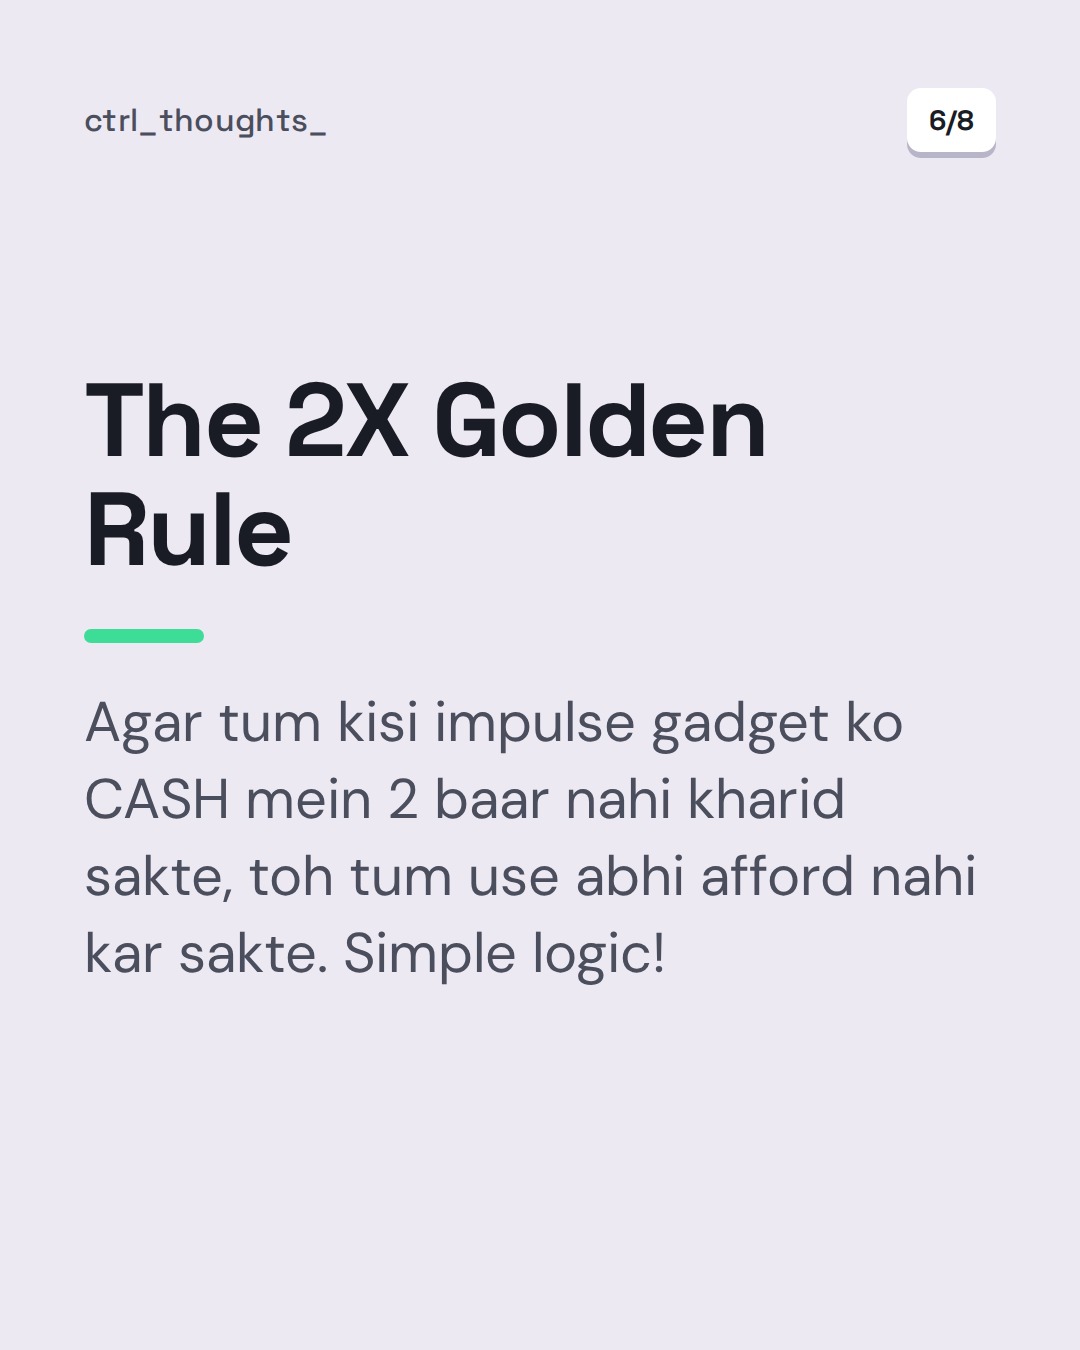 ctrl_thoughts_
6/8
The 2X Golden
Rule
Agar tum kisi impulse gadget ko
CASH mein 2 baar nahi kharid
sakte, toh tum use abhi afford nahi
kar sakte. Simple logic!